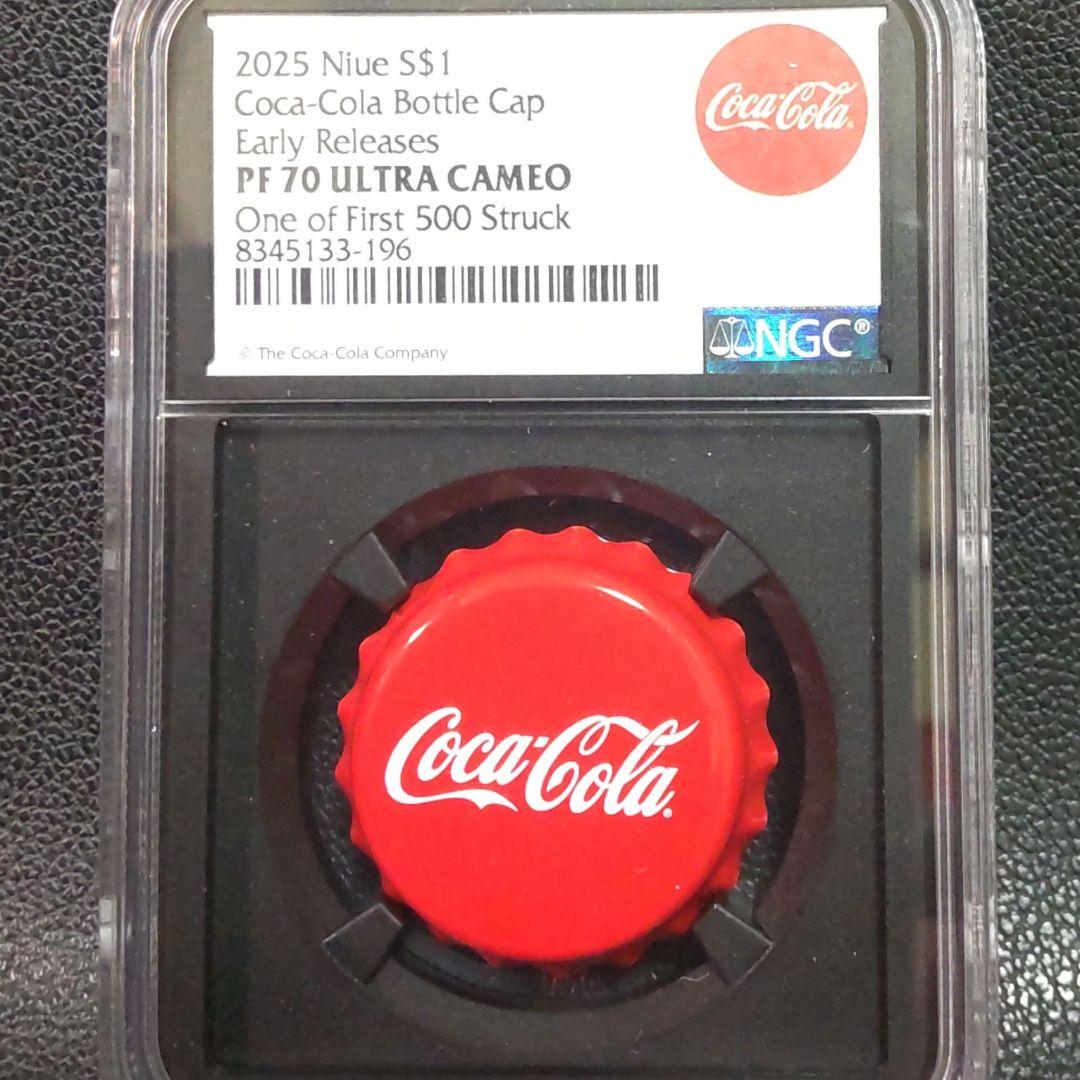 2025 Niue S$1
Coca-Cola Bottle Cap
Early Releases
PF 70 ULTRA CAMEO
One of First 500 Struck
8345133-196
© The Coca-Cola Company
Coca-Cola®
NGC®
Coca-Cola®